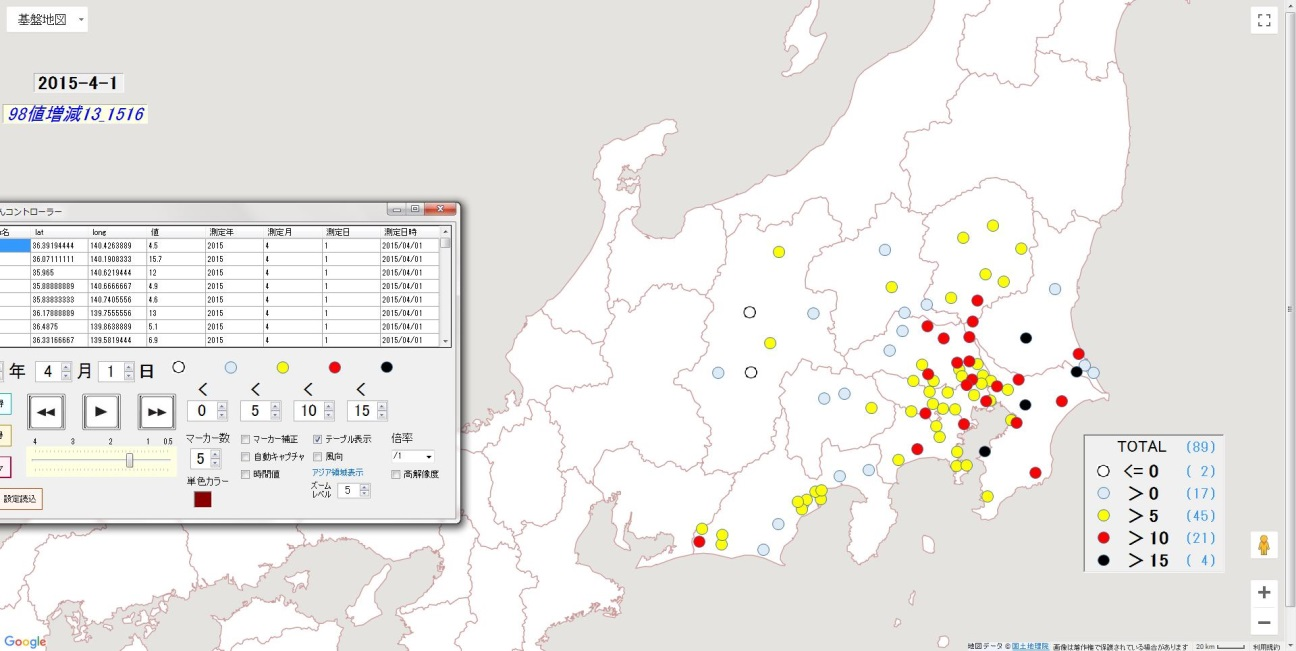 基盤地図
2015-4-1
98値増減13_1516
んコントローラー
名 lat long 値 測定年 測定月 測定日 測定日時
36.39194444 140.4263889 4.5 2015 4 1 2015/04/01
36.07111111 140.1908333 15.7 2015 4 1 2015/04/01
35.965 140.6219444 12 2015 4 1 2015/04/01
35.88888889 140.6666667 4.9 2015 4 1 2015/04/01
35.83833333 140.7405556 4.6 2015 4 1 2015/04/01
36.17888889 139.7555556 13 2015 4 1 2015/04/01
36.4875 139.8638889 5.1 2015 4 1 2015/04/01
36.33166667 139.5819444 6.9 2015 4 1 2015/04/01
年 4 月 1 日
< < < <
0 5 10 15
マーカー数 マーカー補正 テーブル表示 倍率
5 自動キャプチャ 風向 /1
時間値 アジア領域表示 高解像度
4 3 2 1 0.5
単色カラー ズームレベル 5
設定読込
TOTAL (89)
<= 0 ( 2)
> 0 (17)
> 5 (45)
> 10 (21)
> 15 ( 4)
Google
地図データ © 国土地理院 画像は著作権で保護されている場合があります 20 km 利用規約